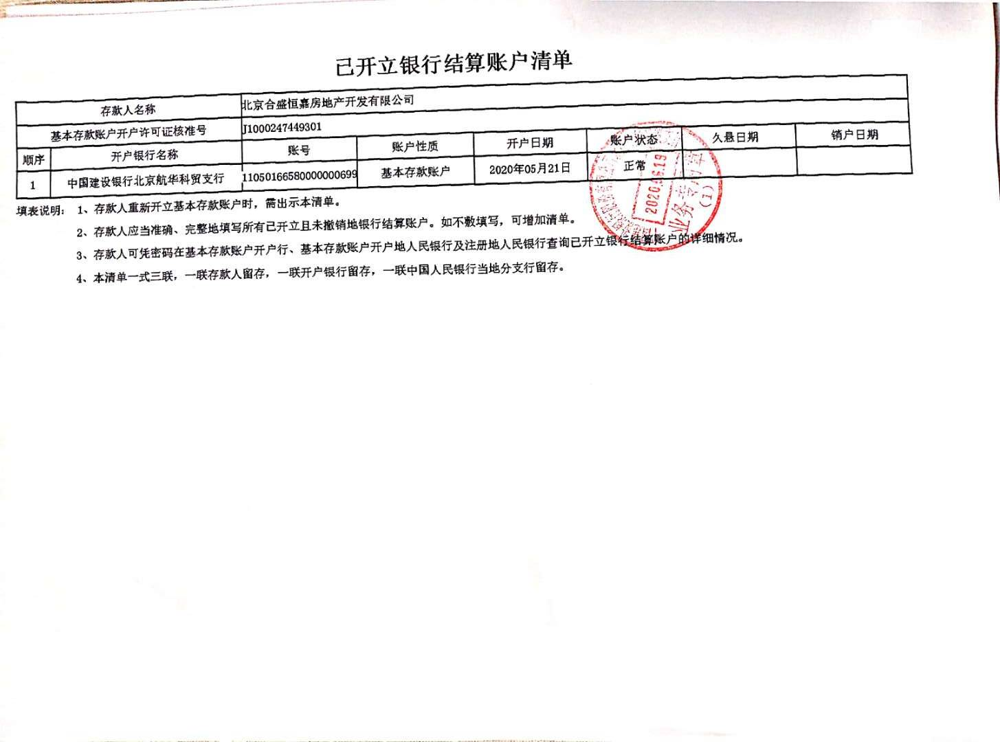 已开立银行结算账户清单
存款人名称 北京合盛恒嘉房地产开发有限公司
基本存款账户开户许可证核准号 J1000247449301
顺序 开户银行名称 账号 账户性质 开户日期 账户状态 久悬日期 销户日期
1 中国建设银行北京航华科贸支行 11050166580000000699 基本存款账户 2020年05月21日 正常
填表说明： 1、存款人重新开立基本存款账户时，需出示本清单。
2、存款人应当准确、完整地填写所有已开立且未撤销地银行结算账户。如不敷填写，可增加清单。
3、存款人可凭密码在基本存款账户开户行、基本存款账户开户地人民银行及注册地人民银行查询已开立银行结算账户的详细情况。
4、本清单一式三联，一联存款人留存，一联开户银行留存，一联中国人民银行当地分支行留存。
2020.06.19
业务专用章
(1)